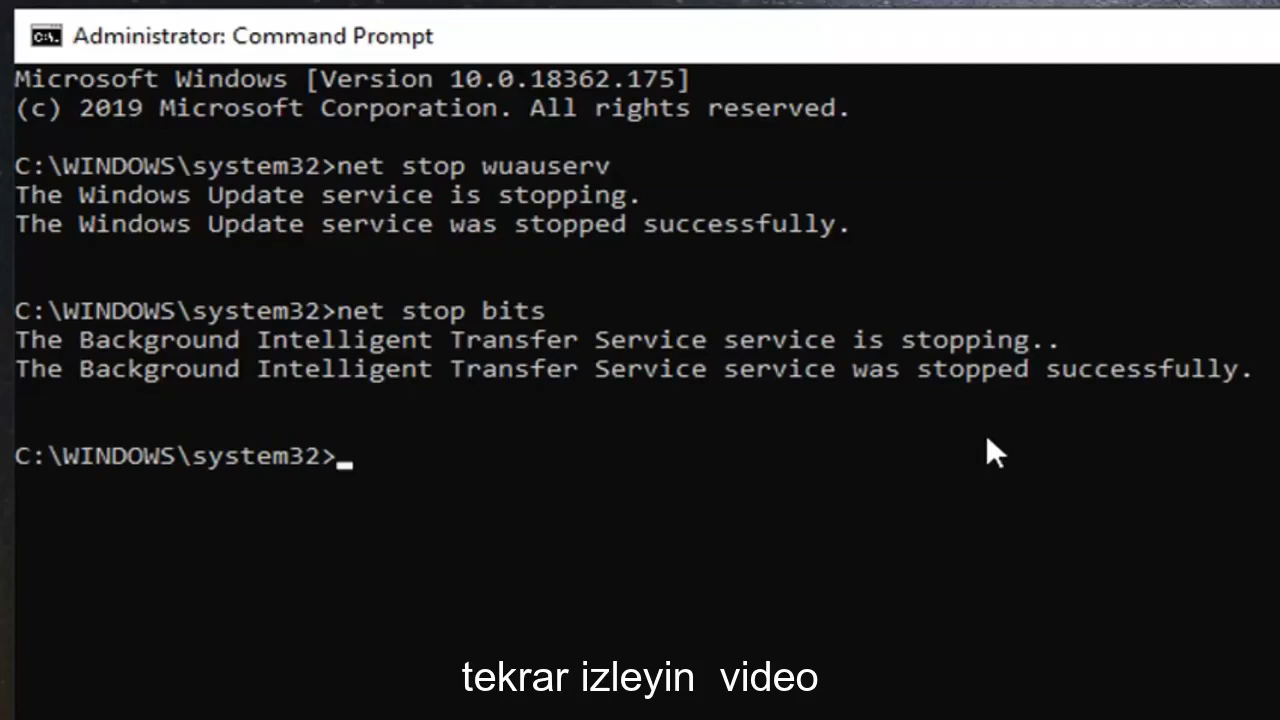 Administrator: Command Prompt
Microsoft Windows [Version 10.0.18362.175]
(c) 2019 Microsoft Corporation. All rights reserved.
C:\WINDOWS\system32>net stop wuauserv
The Windows Update service is stopping.
The Windows Update service was stopped successfully.
C:\WINDOWS\system32>net stop bits
The Background Intelligent Transfer Service service is stopping..
The Background Intelligent Transfer Service service was stopped successfully.
C:\WINDOWS\system32>
tekrar izleyin  video